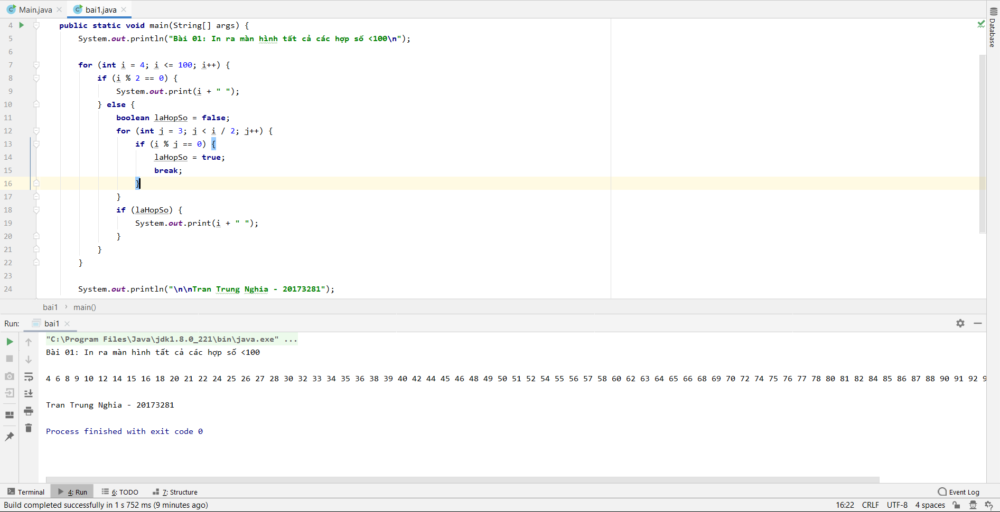 Main.java
bai1.java
4 public static void main(String[] args) {
5 System.out.println("Bài 01: In ra màn hình tất cả các hợp số <100\n");
6
7 for (int i = 4; i <= 100; i++) {
8 if (i % 2 == 0) {
9 System.out.print(i + " ");
10 } else {
11 boolean laHopSo = false;
12 for (int j = 3; j < i / 2; j++) {
13 if (i % j == 0) {
14 laHopSo = true;
15 break;
16 }
17 }
18 if (laHopSo) {
19 System.out.print(i + " ");
20 }
21 }
22 }
23
24 System.out.println("\n\nTran Trung Nghia - 20173281");
Database
bai1 › main()
Run: bai1
"C:\Program Files\Java\jdk1.8.0_221\bin\java.exe" ...
Bài 01: In ra màn hình tất cả các hợp số <100
4 6 8 9 10 12 14 15 16 18 20 21 22 24 25 26 27 28 30 32 33 34 35 36 38 39 40 42 44 45 46 48 49 50 51 52 54 55 56 57 58 60 62 63 64 65 66 68 69 70 72 74 75 76 77 78 80 81 82 84 85 86 87 88 90 91 92 9
Tran Trung Nghia - 20173281
Process finished with exit code 0
Terminal 4: Run 6: TODO 7: Structure Event Log
Build completed successfully in 1 s 752 ms (9 minutes ago) 16:22 CRLF UTF-8 4 spaces